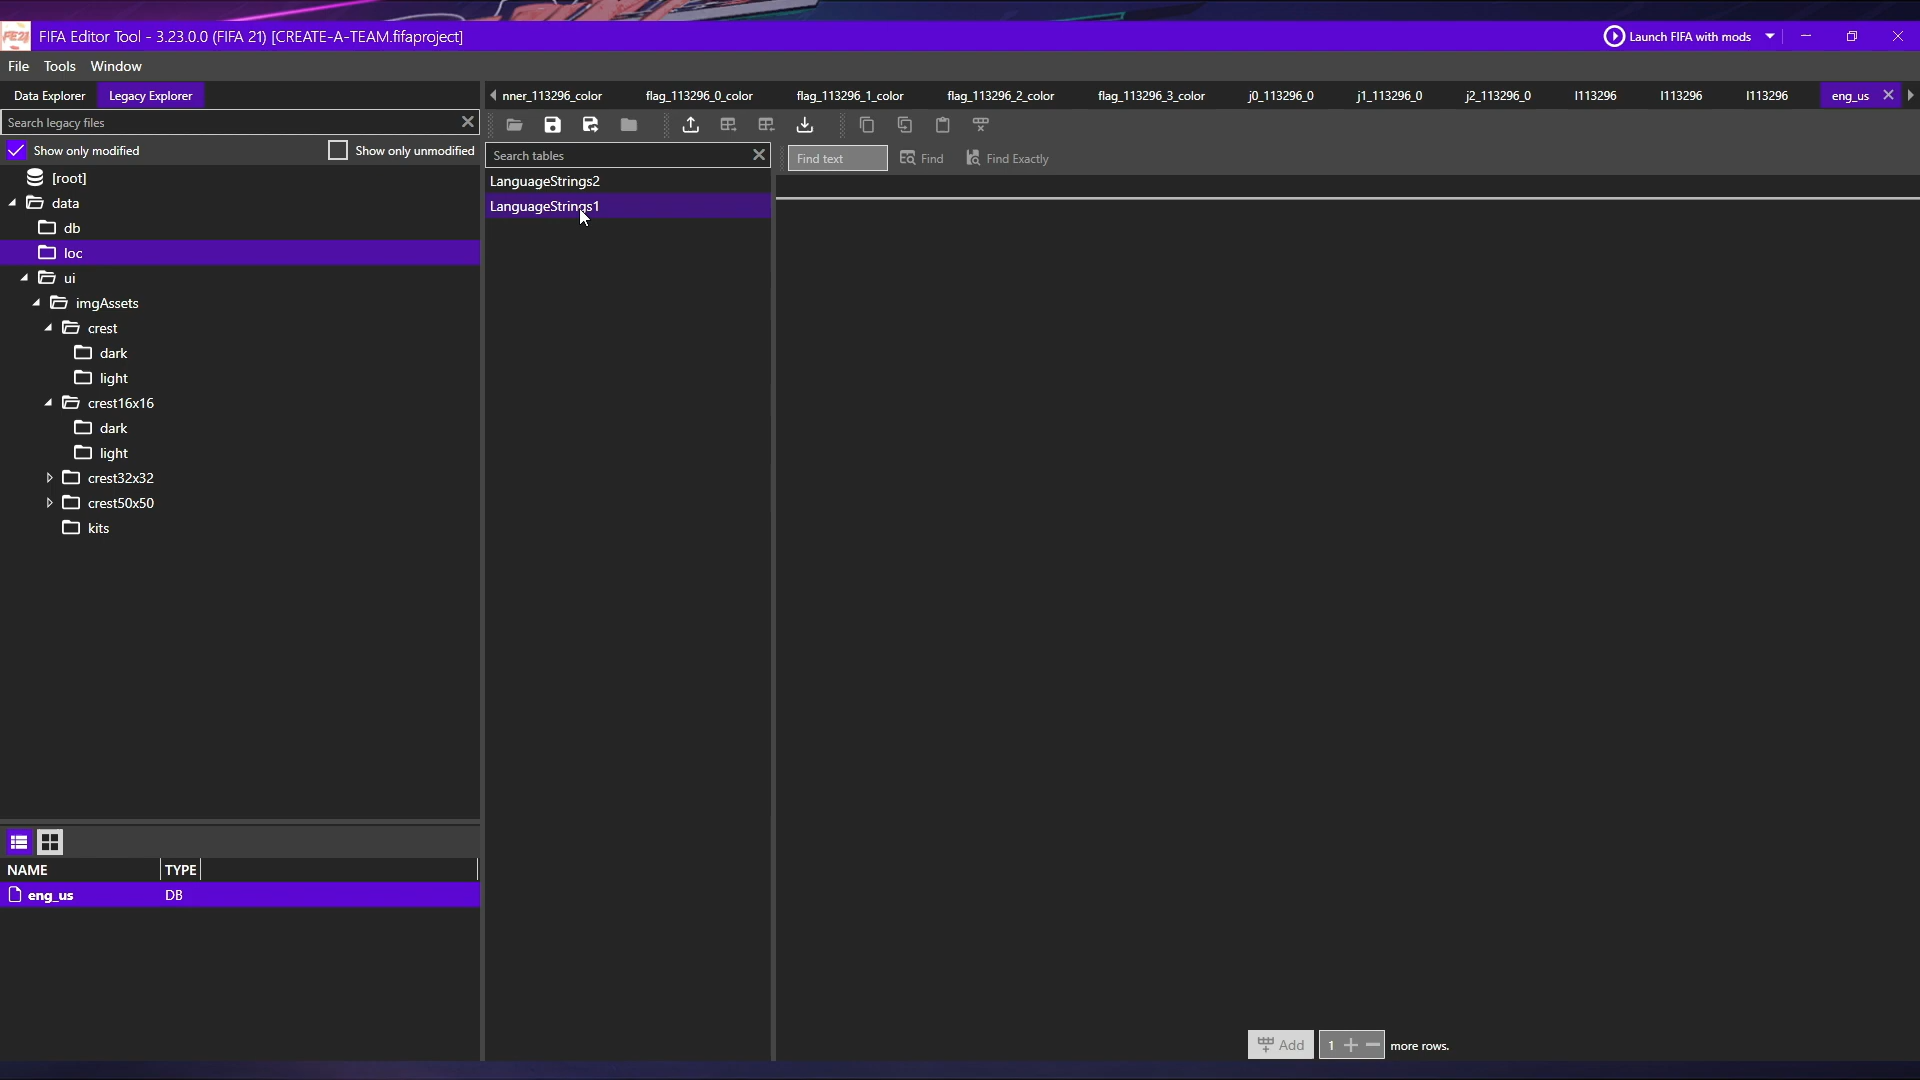 FE21 FIFA Editor Tool - 3.23.0.0 (FIFA 21) [CREATE-A-TEAM.fifaproject]
Launch FIFA with mods
File Tools Window
Data Explorer Legacy Explorer
nner_113296_color flag_113296_0_color flag_113296_1_color flag_113296_2_color flag_113296_3_color j0_113296_0 j1_113296_0 j2_113296_0 l113296 l113296 l113296 eng_us
Search legacy files
Show only modified Show only unmodified
Search tables
Find text Find Find Exactly
LanguageStrings2
LanguageStrings1
[root]
data
db
loc
ui
imgAssets
crest
dark
light
crest16x16
dark
light
crest32x32
crest50x50
kits
NAME TYPE
eng_us DB
Add 1 more rows.